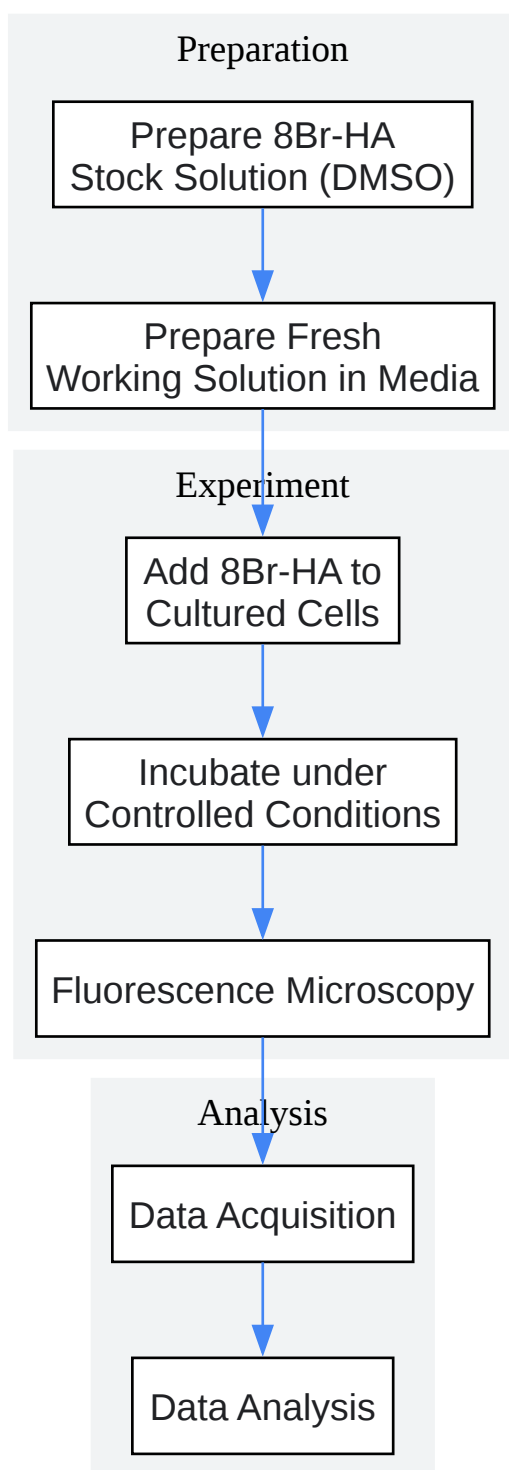 Preparation
Prepare 8Br-HA
Stock Solution (DMSO)
Prepare Fresh
Working Solution in Media
Experiment
Add 8Br-HA to
Cultured Cells
Incubate under
Controlled Conditions
Fluorescence Microscopy
Analysis
Data Acquisition
Data Analysis